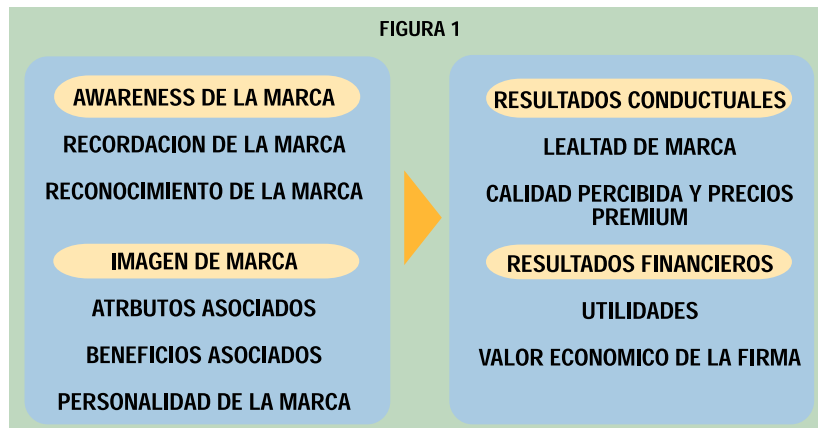 FIGURA 1
AWARENESS DE LA MARCA
RECORDACION DE LA MARCA
RECONOCIMIENTO DE LA MARCA
IMAGEN DE MARCA
ATRBUTOS ASOCIADOS
BENEFICIOS ASOCIADOS
PERSONALIDAD DE LA MARCA
RESULTADOS CONDUCTUALES
LEALTAD DE MARCA
CALIDAD PERCIBIDA Y PRECIOS
PREMIUM
RESULTADOS FINANCIEROS
UTILIDADES
VALOR ECONOMICO DE LA FIRMA